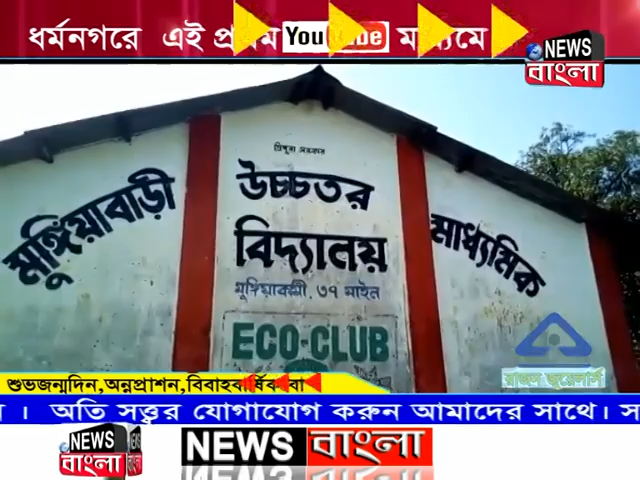 ধর্মনগরে এই প্রথম YouTube মাধ্যমে
NEWS
বাংলা
ত্রিপুরা সরকার
মুঙ্গিয়াবাড়ী উচ্চতর মাধ্যমিক
বিদ্যালয়
৩৭ মাইল
ECO-CLUB
শুভজন্মদিন,অন্নপ্রাশন,বিবাহবার্ষিক
। অতি সত্ত্বর যোগাযোগ করুন আমাদের সাথে।
NEWS
বাংলা
NEWS বাংলা